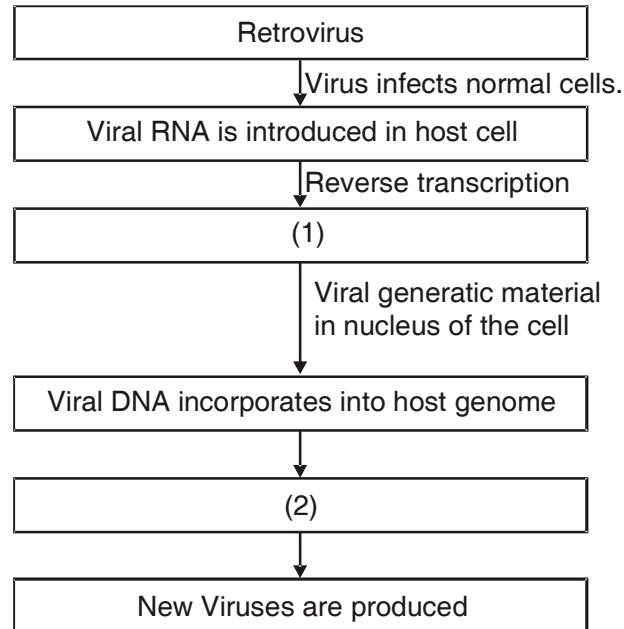 Retrovirus
Virus infects normal cells.
Viral RNA is introduced in host cell
Reverse transcription
(1)
Viral generatic material
in nucleus of the cell
Viral DNA incorporates into host genome
(2)
New Viruses are produced